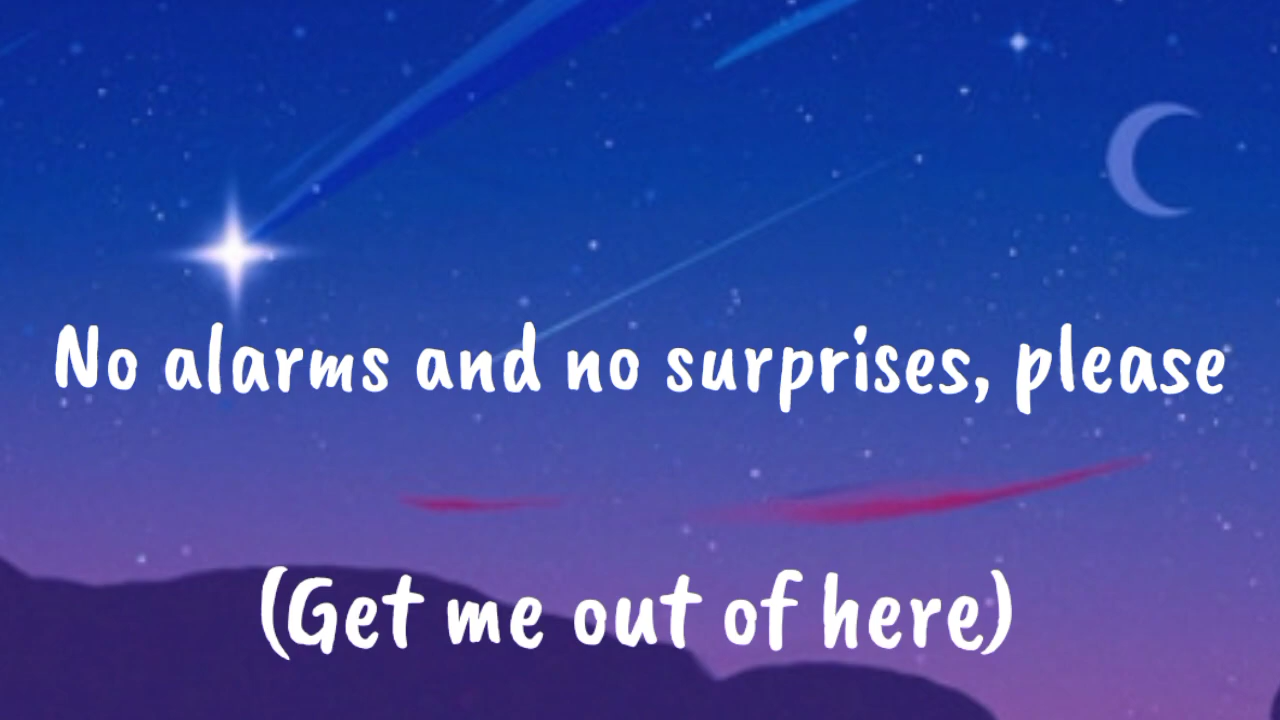 No alarms and no surprises, please
(Get me out of here)